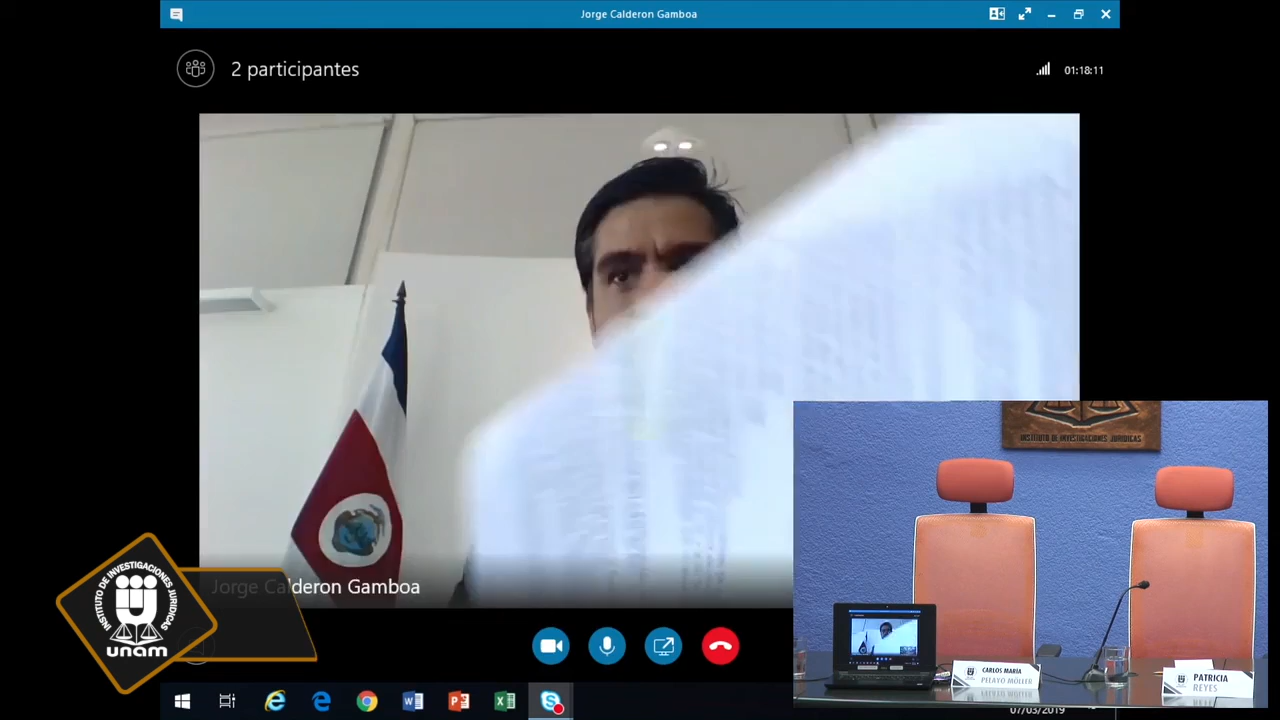 Jorge Calderon Gamboa
2 participantes
01:18:11
Jorge Calderon Gamboa
INSTITUTO DE INVESTIGACIONES JURIDICAS
INSTITUTO DE INVESTIGACIONES JURÍDICAS
UNAM
CARLOS MARÍA
PELAYO MÖLLER
PATRICIA
REYES
07/03/2019